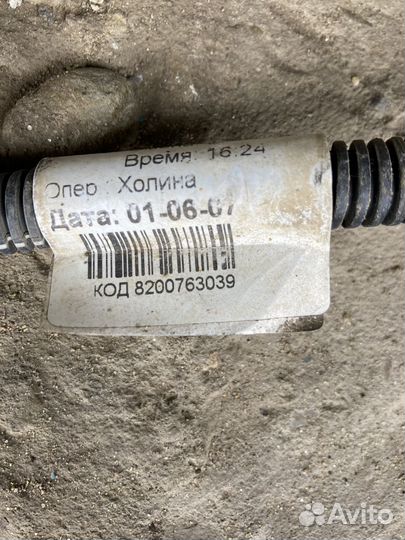 Время: 16:24
Опер : Холина
Дата: 01-06-07
КОД 8200763039
Avito